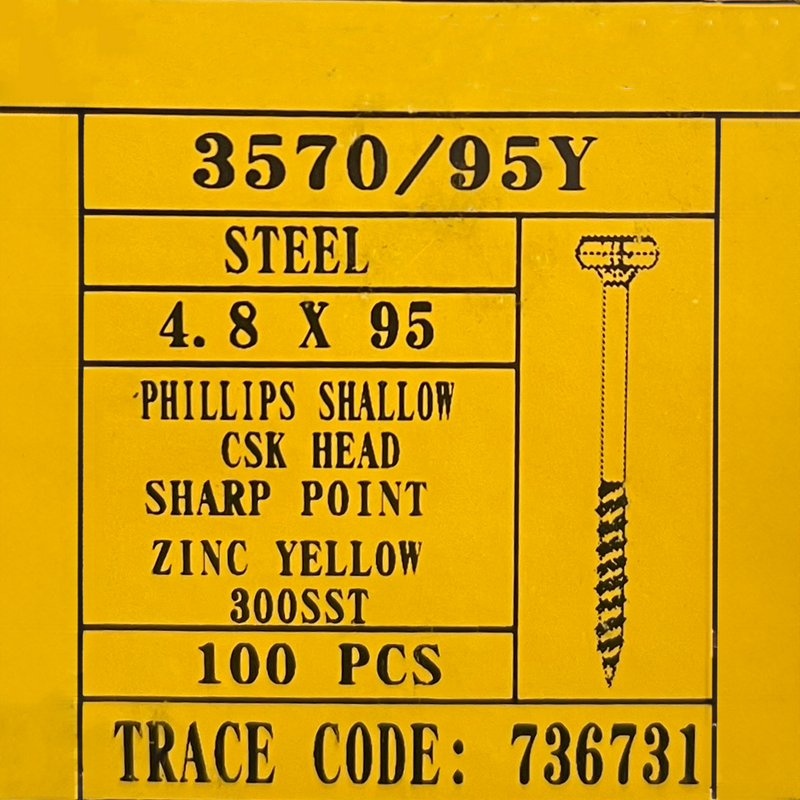 3570/95Y
STEEL
4.8 X 95
PHILLIPS SHALLOW
CSK HEAD
SHARP POINT
ZINC YELLOW
300SST
100 PCS
TRACE CODE: 736731